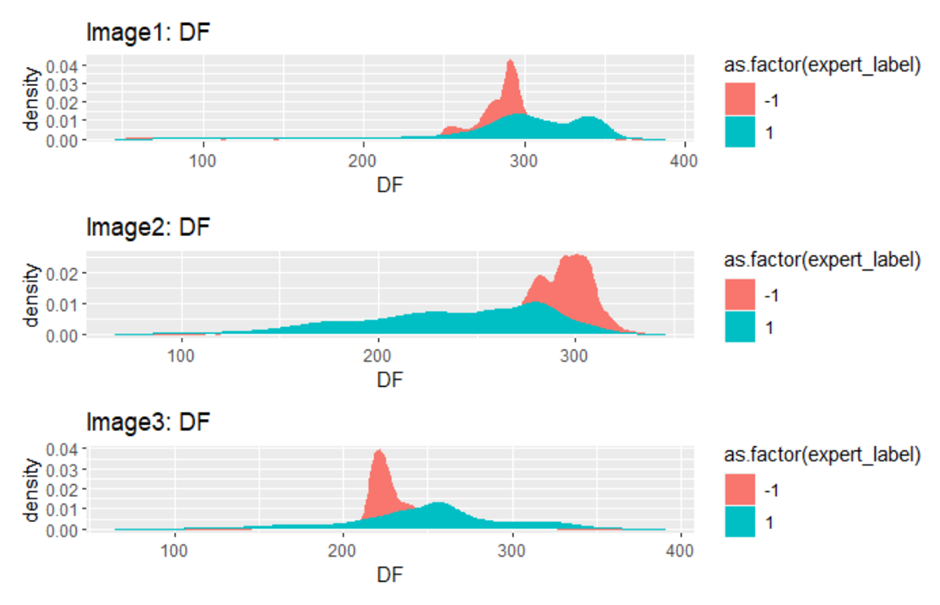 Image1: DF
density
0.04
0.03
0.02
0.01
0.00
100 200 300 400
DF
as.factor(expert_label)
-1
1
Image2: DF
density
0.02
0.01
0.00
100 200 300
DF
as.factor(expert_label)
-1
1
Image3: DF
density
0.04
0.03
0.02
0.01
0.00
100 200 300 400
DF
as.factor(expert_label)
-1
1